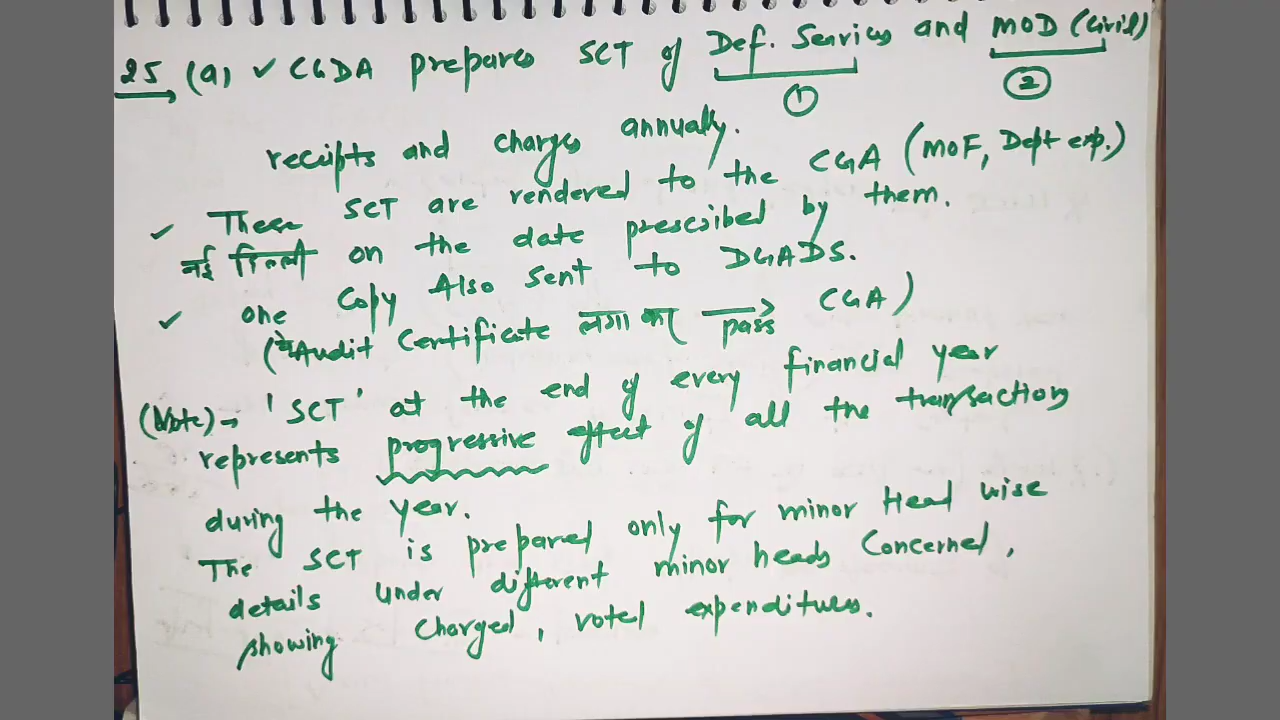 25 (a) ✓ CGDA prepares SCT of Def. Services and MOD (Civil)
① ②
receipts and charges annually.
✓ These SCT are rendered to the CGA (MOF, Dept exp.)
नई दिल्ली on the date prescribed by them.
✓ one Copy Also sent to DGADS.
(ये Audit Certificate लगा कर → pass CGA)
(Note) → 'SCT' at the end of every financial year
represents progressive effect of all the transaction
during the year.
The SCT is prepared only for minor Head wise
details under different minor heads Concerned,
showing Charged, voted expenditures.